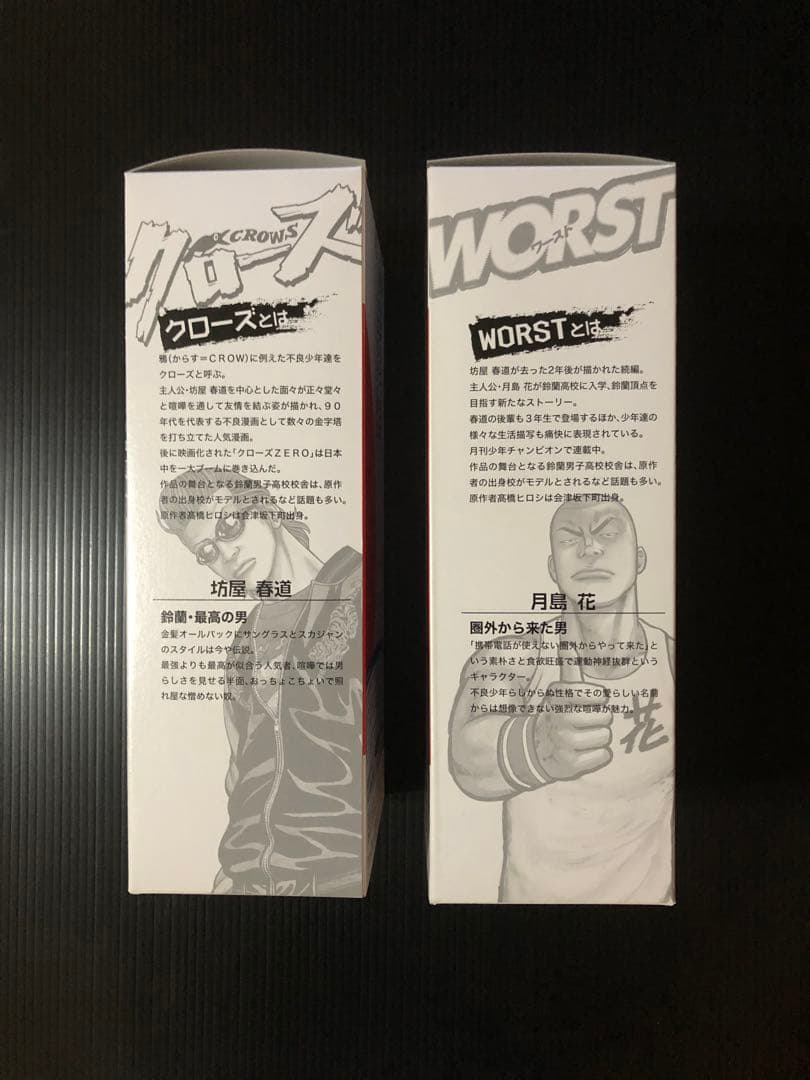 クローズ
CROWS
クローズとは
鴉(からす=CROW)に例えた不良少年達を
クローズと呼ぶ。
主人公・坊屋 春道を中心とした面々が正々堂々
と喧嘩を通して友情を結ぶ姿が描かれ、90
年代を代表する不良漫画として数々の金字塔
を打ち立てた人気漫画。
後に映画化された「クローズZERO」は日本
中を一大ブームに巻き込んだ。
作品の舞台となる鈴蘭男子高校校舎は、原作
者の出身校がモデルとされるなど話題も多い。
原作者髙橋ヒロシは会津坂下町出身。
坊屋 春道
鈴蘭・最高の男
金髪オールバックにサングラスとスカジャン
のスタイルは今や伝説。
最強よりも最高が似合う人気者、喧嘩では男
らしさを見せる半面、おっちょこちょいで照
れ屋な憎めない奴。
WORST
ワースト
WORSTとは
坊屋 春道が去った2年後が描かれた続編。
主人公・月島 花が鈴蘭高校に入学、鈴蘭頂点を
目指す新たなストーリー。
春道の後輩も3年生で登場するほか、少年達の
様々な生活描写も痛快に表現されている。
月刊少年チャンピオンで連載中。
作品の舞台となる鈴蘭男子高校校舎は、原作
者の出身校がモデルとされるなど話題も多い。
原作者髙橋ヒロシは会津坂下町出身。
月島 花
圏外から来た男
「携帯電話が使えない圏外からやって来た」と
いう素朴さと食欲旺盛で運動神経抜群という
キャラクター。
不良少年らしからぬ性格でその愛らしい名前
からは想像できない強烈な喧嘩が魅力。
花